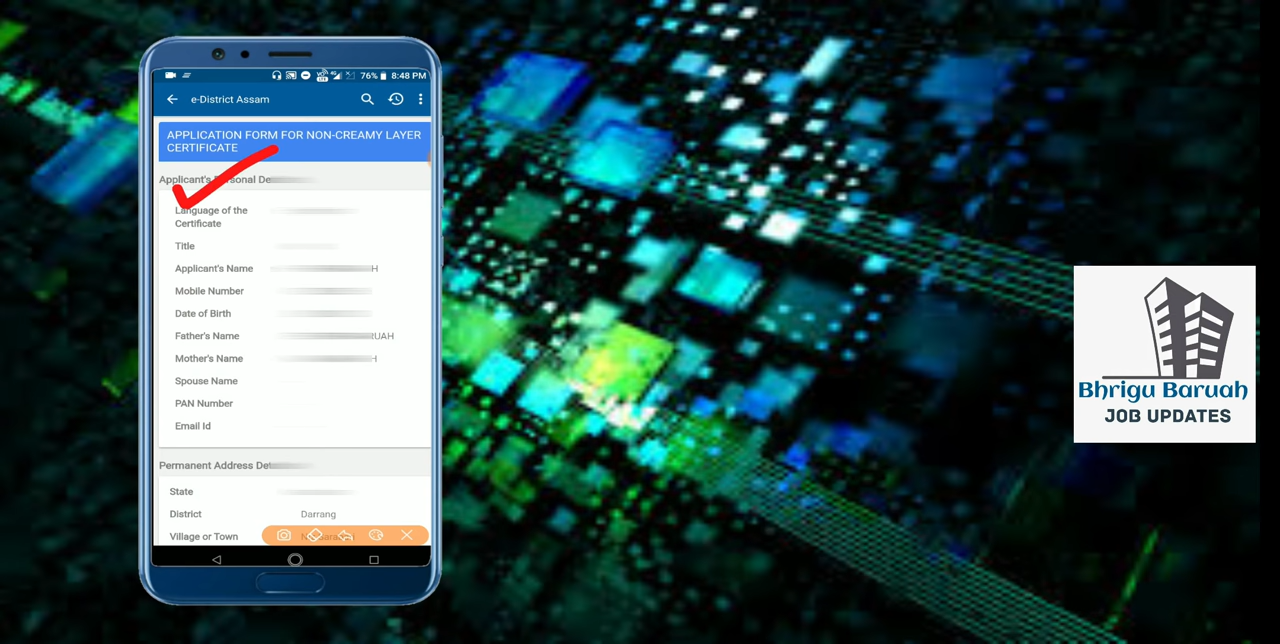 76% 8:48 PM
e-District Assam
APPLICATION FORM FOR NON-CREAMY LAYER
CERTIFICATE
Applicant's Personal De
Language of the
Certificate
Title
Applicant's Name H
Mobile Number
Date of Birth
Father's Name UAH
Mother's Name H
Spouse Name
PAN Number
Email Id
Permanent Address Det
State
District Darrang
Village or Town
Bhrigu Baruah
JOB UPDATES